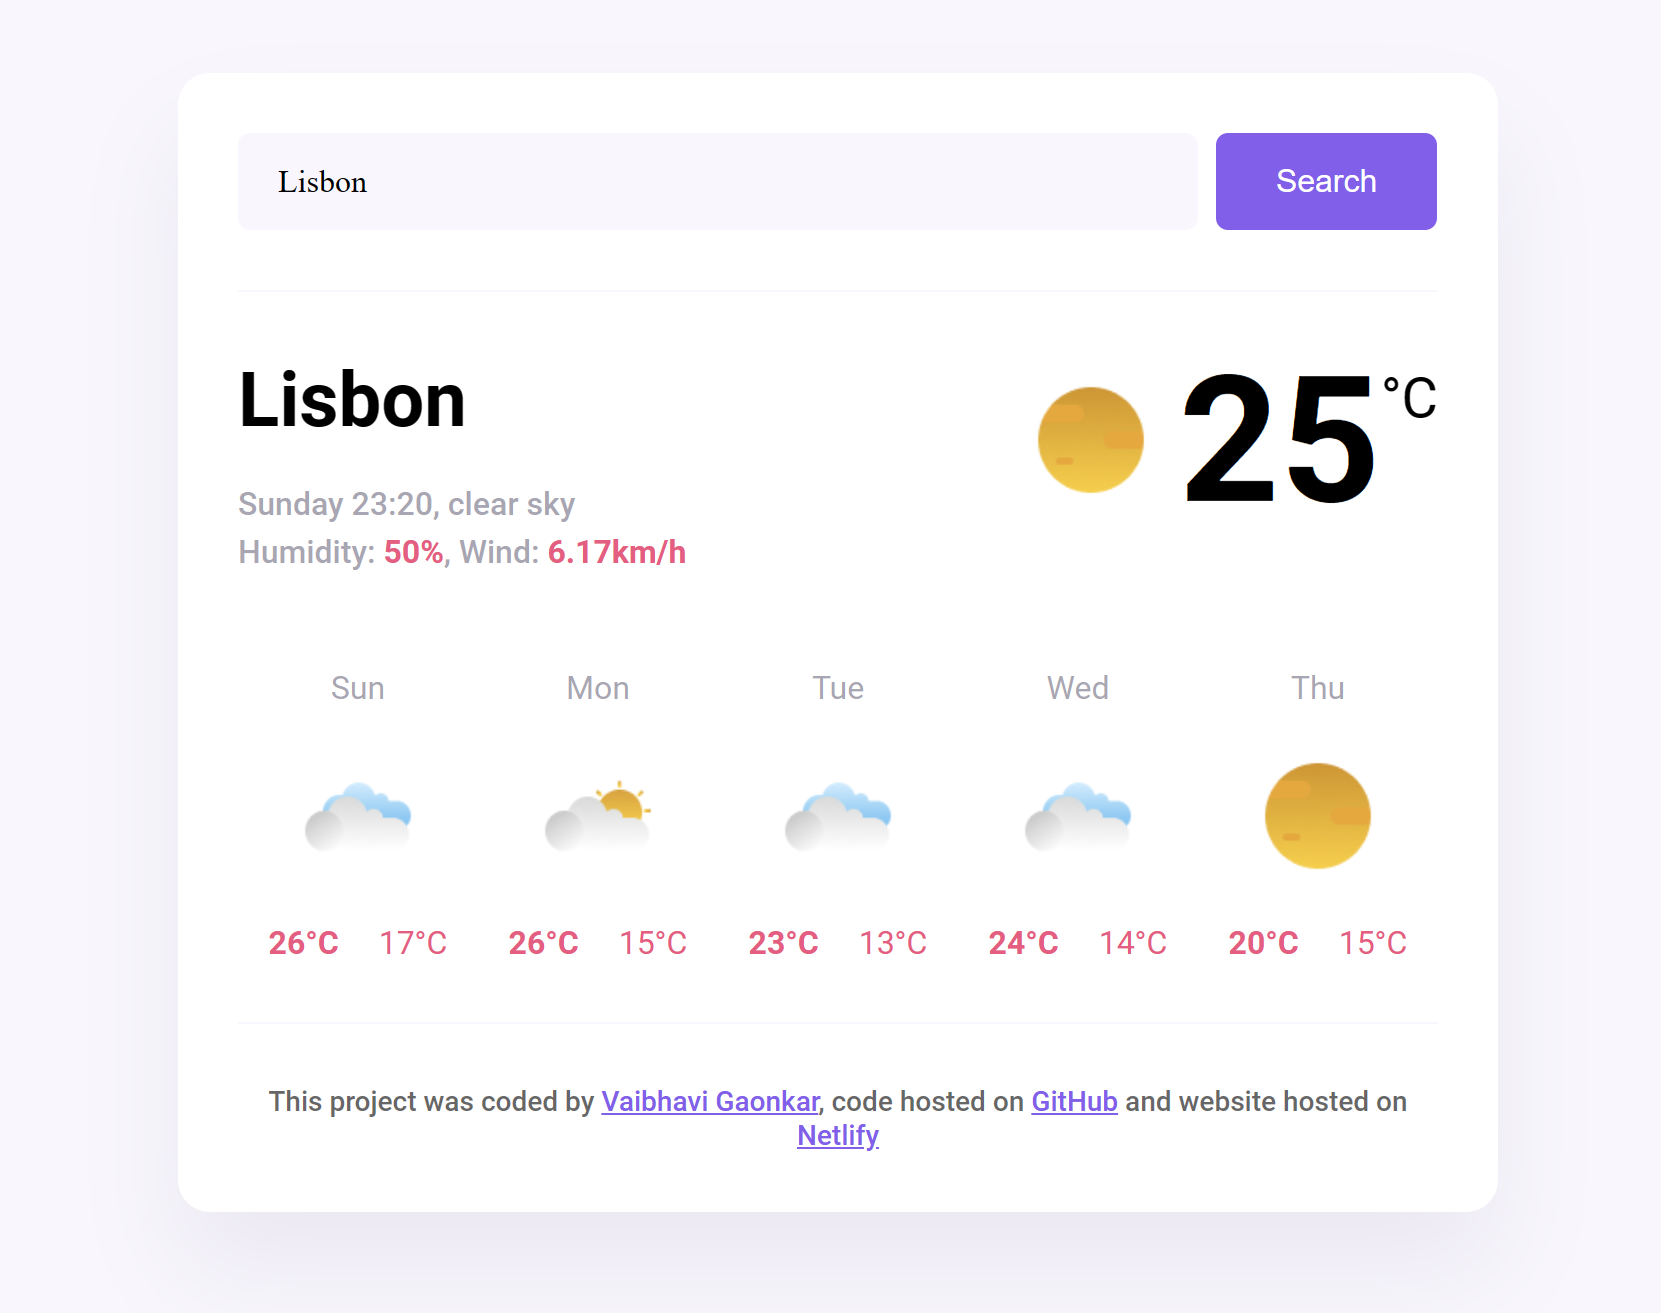 Lisbon
Search
Lisbon
25°C
Sunday 23:20, clear sky
Humidity: 50%, Wind: 6.17km/h
Sun Mon Tue Wed Thu
26°C 17°C 26°C 15°C 23°C 13°C 24°C 14°C 20°C 15°C
This project was coded by Vaibhavi Gaonkar, code hosted on GitHub and website hosted on
Netlify